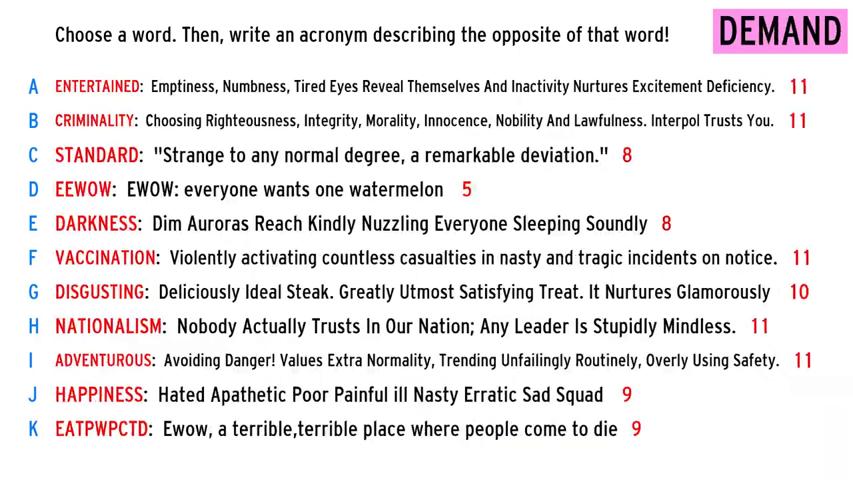 Choose a word. Then, write an acronym describing the opposite of that word!
DEMAND
A ENTERTAINED: Emptiness, Numbness, Tired Eyes Reveal Themselves And Inactivity Nurtures Excitement Deficiency. 11
B CRIMINALITY: Choosing Righteousness, Integrity, Morality, Innocence, Nobility And Lawfulness. Interpol Trusts You. 11
C STANDARD: "Strange to any normal degree, a remarkable deviation." 8
D EEWOW: EWOW: everyone wants one watermelon 5
E DARKNESS: Dim Auroras Reach Kindly Nuzzling Everyone Sleeping Soundly 8
F VACCINATION: Violently activating countless casualties in nasty and tragic incidents on notice. 11
G DISGUSTING: Deliciously Ideal Steak. Greatly Utmost Satisfying Treat. It Nurtures Glamorously 10
H NATIONALISM: Nobody Actually Trusts In Our Nation; Any Leader Is Stupidly Mindless. 11
I ADVENTUROUS: Avoiding Danger! Values Extra Normality, Trending Unfailingly Routinely, Overly Using Safety. 11
J HAPPINESS: Hated Apathetic Poor Painful ill Nasty Erratic Sad Squad 9
K EATPWPCTD: Ewow, a terrible,terrible place where people come to die 9